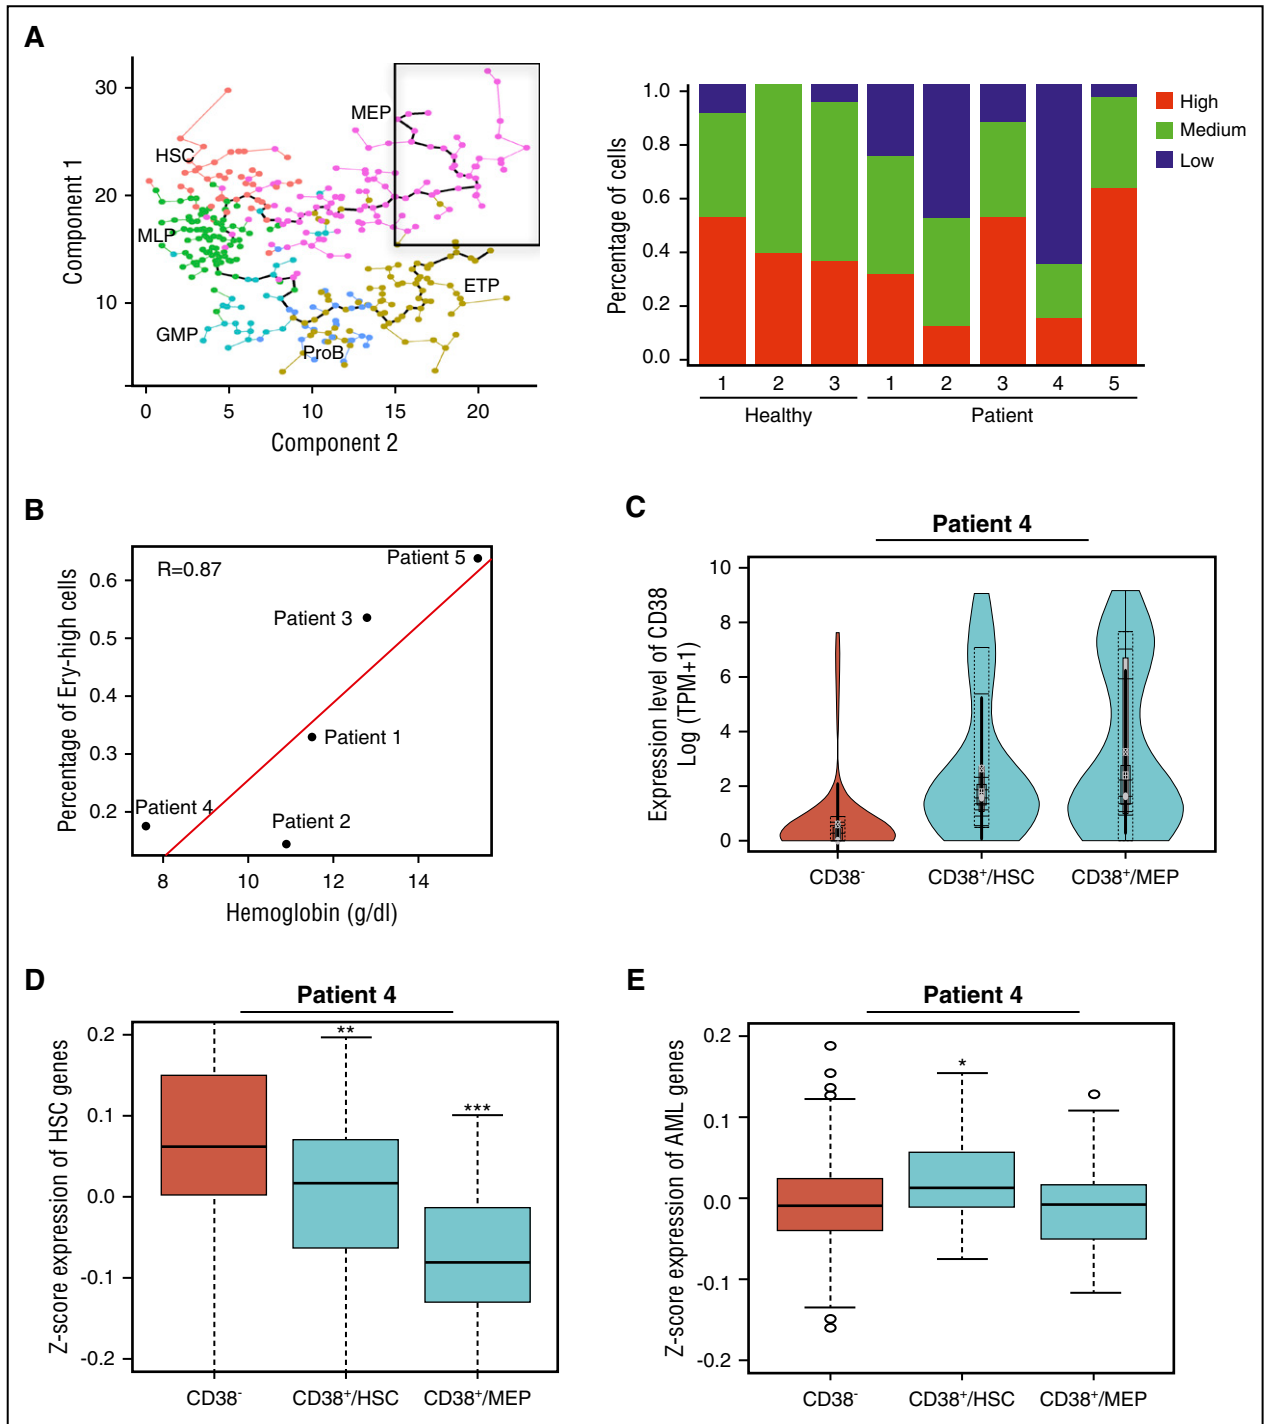 A
Component 1
30
20
10
0
5
10
15
20
Component 2
HSC
MEP
MLP
GMP
ProB
ETP
Percentage of cells
1.0
0.8
0.6
0.4
0.2
0.0
1 2 3 1 2 3 4 5
Healthy
Patient
High
Medium
Low
B
Percentage of Ery-high cells
0.6
0.5
0.4
0.3
0.2
R=0.87
Patient 5
Patient 3
Patient 1
Patient 4
Patient 2
8 10 12 14
Hemoglobin (g/dl)
C
Patient 4
Expression level of CD38
Log (TPM+1)
10
8
6
4
2
0
CD38⁻ CD38⁺/HSC CD38⁺/MEP
D
Patient 4
Z-score expression of HSC genes
0.2
0.1
0.0
-0.1
-0.2
**
***
CD38⁻ CD38⁺/HSC CD38⁺/MEP
E
Patient 4
Z-score expression of AML genes
0.2
0.1
0.0
-0.1
-0.2
*
CD38⁻ CD38⁺/HSC CD38⁺/MEP